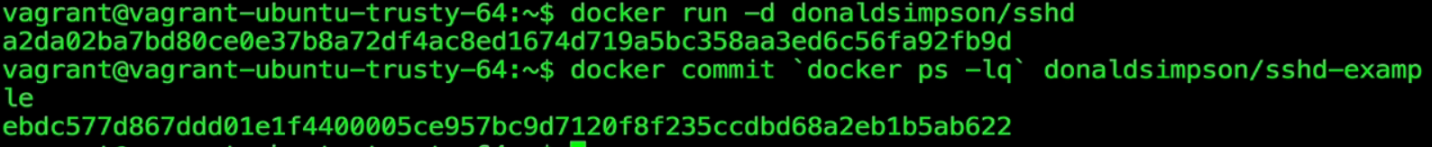 vagrant@vagrant-ubuntu-trusty-64:~$ docker run -d donaldsimpson/sshd
a2da02ba7bd80ce0e37b8a72df4ac8ed1674d719a5bc358aa3ed6c56fa92fb9d
vagrant@vagrant-ubuntu-trusty-64:~$ docker commit `docker ps -lq` donaldsimpson/sshd-examp
le
ebdc577d867ddd01e1f4400005ce957bc9d7120f8f235ccdbd68a2eb1b5ab622